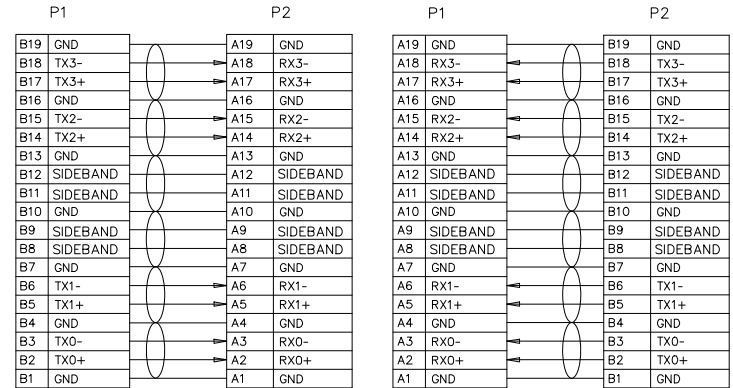 P1 P2 P1 P2
B19 GND A19 GND A19 GND B19 GND
B18 TX3- A18 RX3- A18 RX3- B18 TX3-
B17 TX3+ A17 RX3+ A17 RX3+ B17 TX3+
B16 GND A16 GND A16 GND B16 GND
B15 TX2- A15 RX2- A15 RX2- B15 TX2-
B14 TX2+ A14 RX2+ A14 RX2+ B14 TX2+
B13 GND A13 GND A13 GND B13 GND
B12 SIDEBAND A12 SIDEBAND A12 SIDEBAND B12 SIDEBAND
B11 SIDEBAND A11 SIDEBAND A11 SIDEBAND B11 SIDEBAND
B10 GND A10 GND A10 GND B10 GND
B9 SIDEBAND A9 SIDEBAND A9 SIDEBAND B9 SIDEBAND
B8 SIDEBAND A8 SIDEBAND A8 SIDEBAND B8 SIDEBAND
B7 GND A7 GND A7 GND B7 GND
B6 TX1- A6 RX1- A6 RX1- B6 TX1-
B5 TX1+ A5 RX1+ A5 RX1+ B5 TX1+
B4 GND A4 GND A4 GND B4 GND
B3 TX0- A3 RX0- A3 RX0- B3 TX0-
B2 TX0+ A2 RX0+ A2 RX0+ B2 TX0+
B1 GND A1 GND A1 GND B1 GND